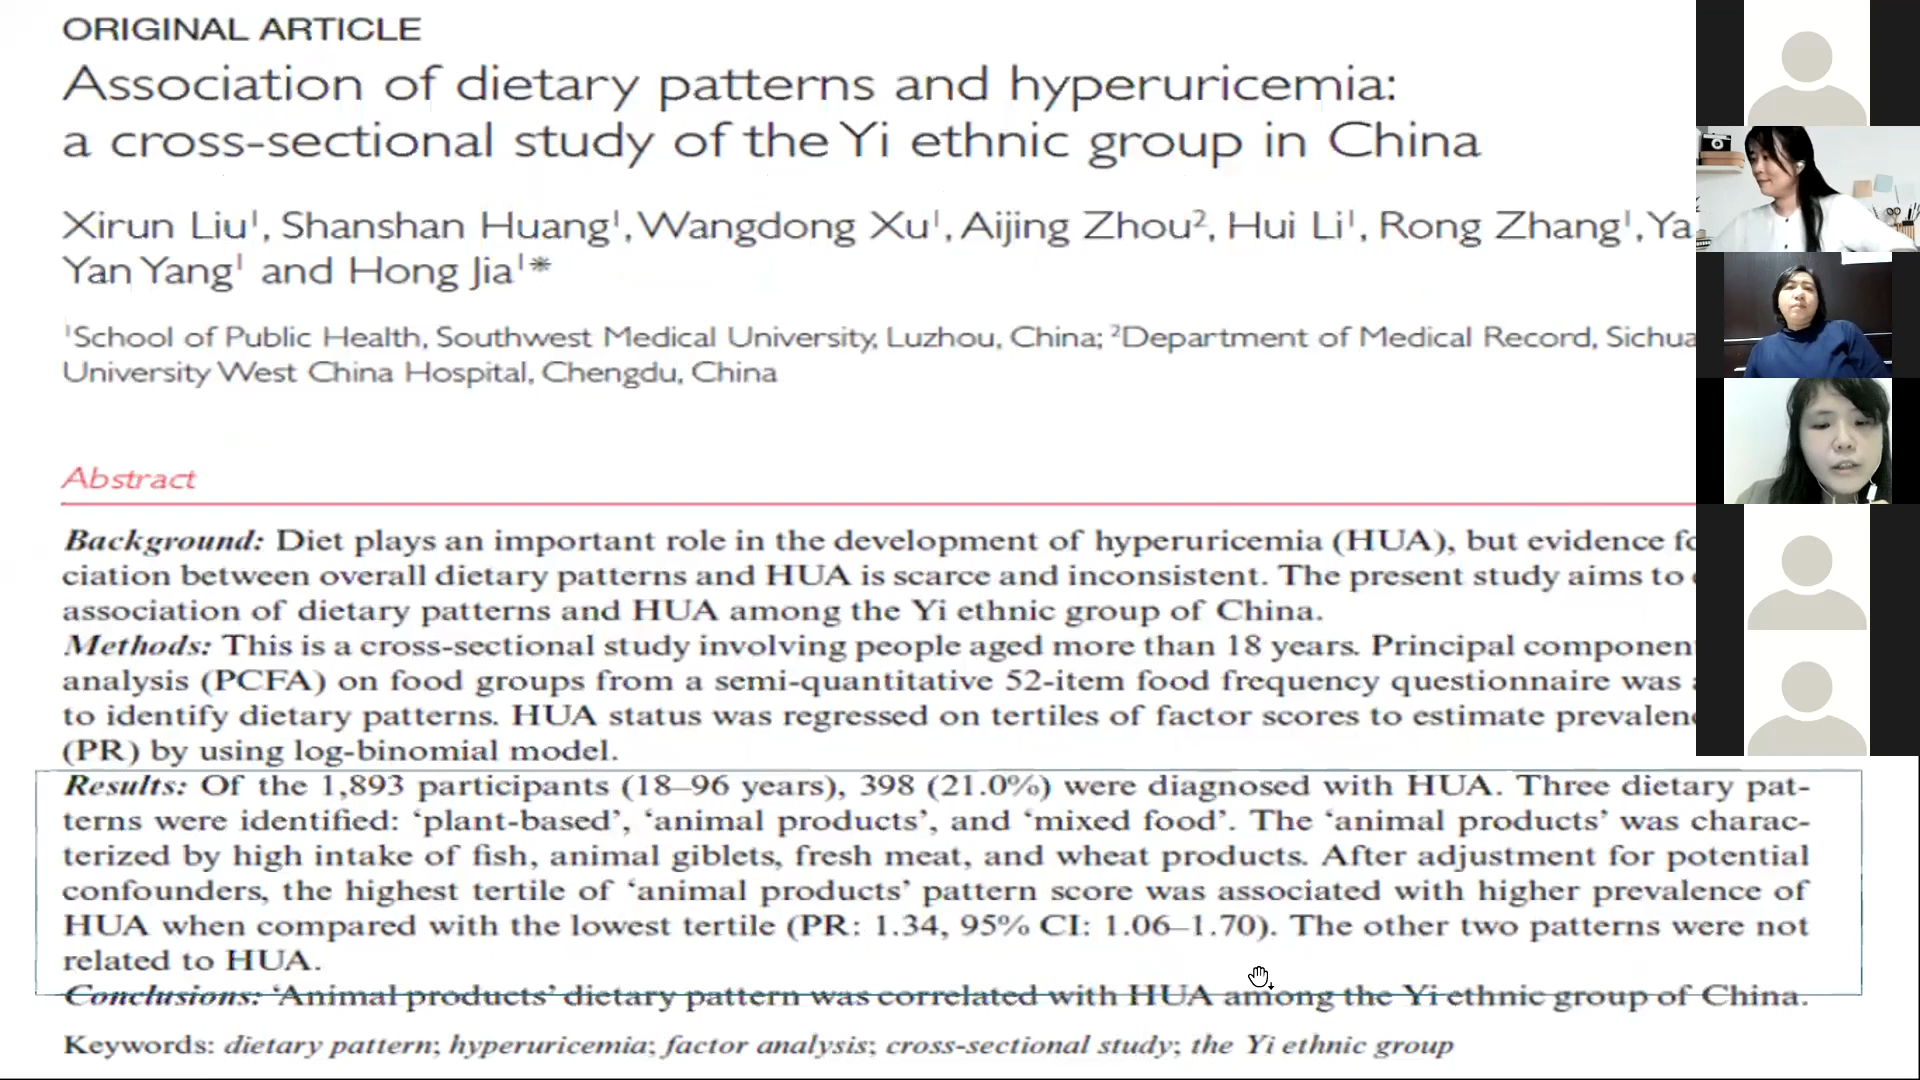 ORIGINAL ARTICLE
Association of dietary patterns and hyperuricemia:
a cross-sectional study of the Yi ethnic group in China
Xirun Liu¹, Shanshan Huang¹, Wangdong Xu¹, Aijing Zhou², Hui Li¹, Rong Zhang¹, Ya
Yan Yang¹ and Hong Jia¹*
¹School of Public Health, Southwest Medical University, Luzhou, China; ²Department of Medical Record, Sichua
University West China Hospital, Chengdu, China
Abstract
Background: Diet plays an important role in the development of hyperuricemia (HUA), but evidence
ciation between overall dietary patterns and HUA is scarce and inconsistent. The present study aims to
association of dietary patterns and HUA among the Yi ethnic group of China.
Methods: This is a cross-sectional study involving people aged more than 18 years. Principal component
analysis (PCFA) on food groups from a semi-quantitative 52-item food frequency questionnaire was
to identify dietary patterns. HUA status was regressed on tertiles of factor scores to estimate prevalen
(PR) by using log-binomial model.
Results: Of the 1,893 participants (18–96 years), 398 (21.0%) were diagnosed with HUA. Three dietary pat-
terns were identified: ‘plant-based’, ‘animal products’, and ‘mixed food’. The ‘animal products’ was charac-
terized by high intake of fish, animal giblets, fresh meat, and wheat products. After adjustment for potential
confounders, the highest tertile of ‘animal products’ pattern score was associated with higher prevalence of
HUA when compared with the lowest tertile (PR: 1.34, 95% CI: 1.06–1.70). The other two patterns were not
related to HUA.
Conclusions: ‘Animal products’ dietary pattern was correlated with HUA among the Yi ethnic group of China.
Keywords: dietary pattern; hyperuricemia; factor analysis; cross-sectional study; the Yi ethnic group